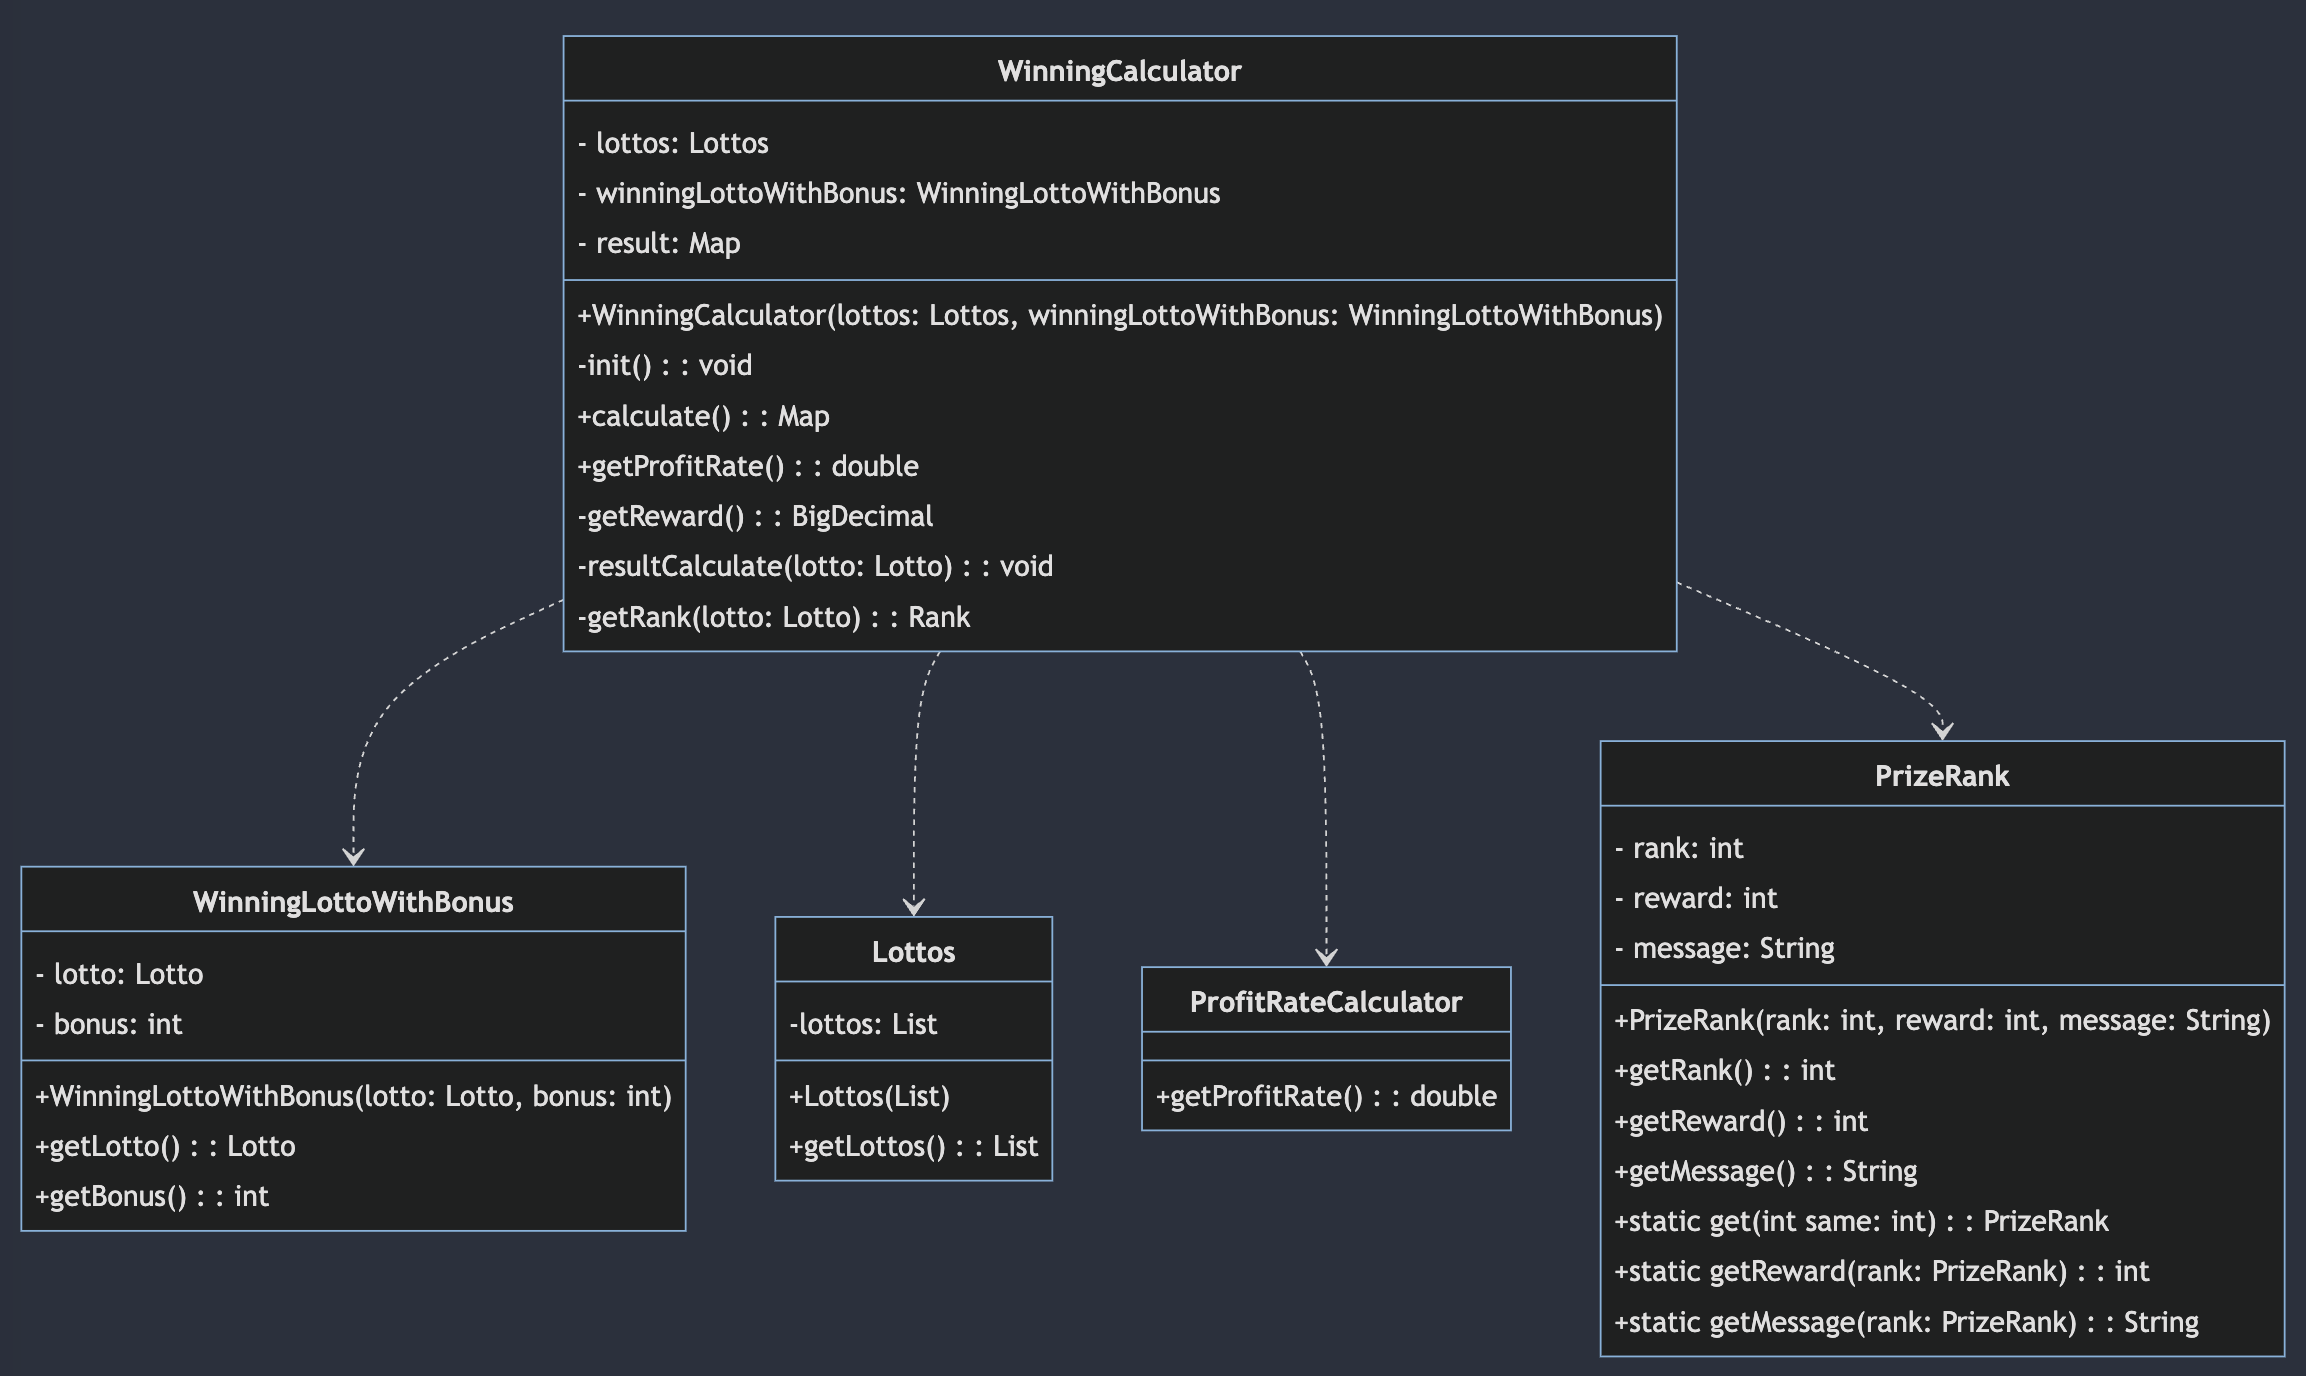 WinningCalculator
- lottos: Lottos
- winningLottoWithBonus: WinningLottoWithBonus
- result: Map
+WinningCalculator(lottos: Lottos, winningLottoWithBonus: WinningLottoWithBonus)
-init() : : void
+calculate() : : Map
+getProfitRate() : : double
-getReward() : : BigDecimal
-resultCalculate(lotto: Lotto) : : void
-getRank(lotto: Lotto) : : Rank
WinningLottoWithBonus
- lotto: Lotto
- bonus: int
+WinningLottoWithBonus(lotto: Lotto, bonus: int)
+getLotto() : : Lotto
+getBonus() : : int
Lottos
-lottos: List
+Lottos(List)
+getLottos() : : List
ProfitRateCalculator
+getProfitRate() : : double
PrizeRank
- rank: int
- reward: int
- message: String
+PrizeRank(rank: int, reward: int, message: String)
+getRank() : : int
+getReward() : : int
+getMessage() : : String
+static get(int same: int) : : PrizeRank
+static getReward(rank: PrizeRank) : : int
+static getMessage(rank: PrizeRank) : : String